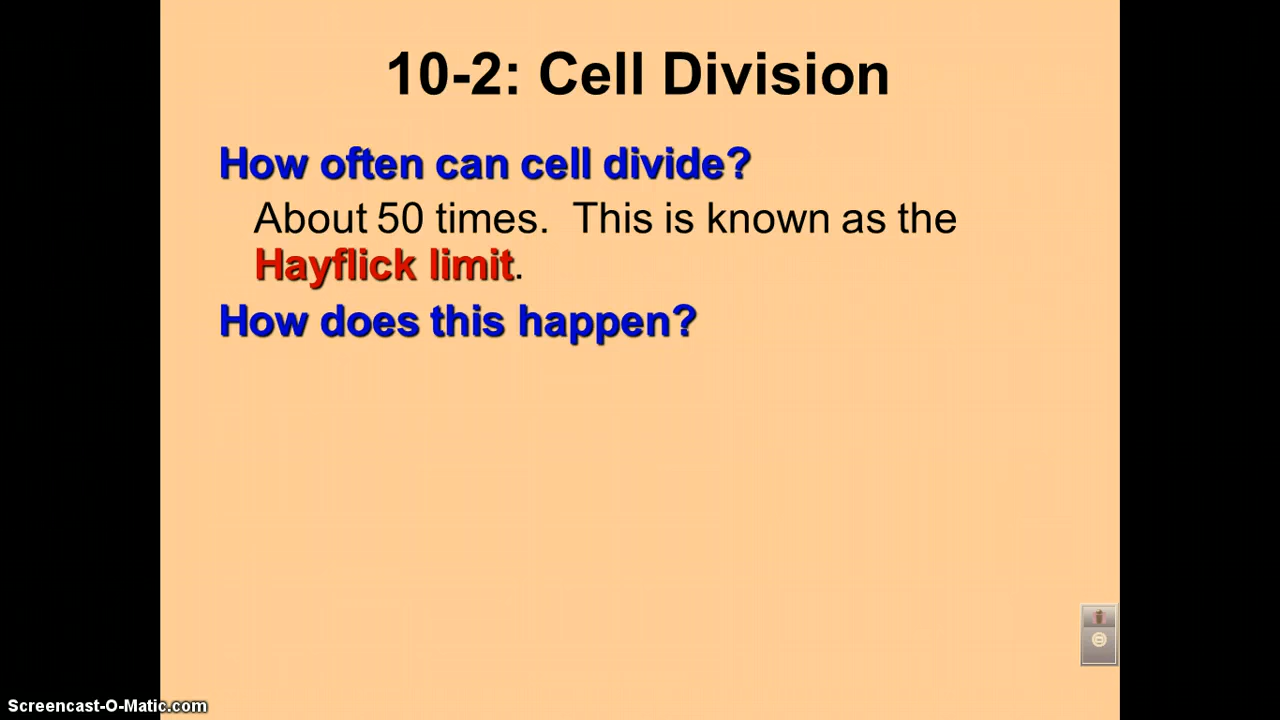 10-2: Cell Division
How often can cell divide?
About 50 times.  This is known as the
Hayflick limit.
How does this happen?
Screencast-O-Matic.com